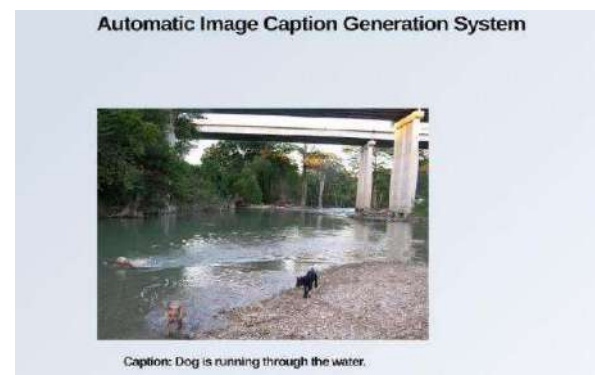 Automatic Image Caption Generation System
Caption: Dog is running through the water.